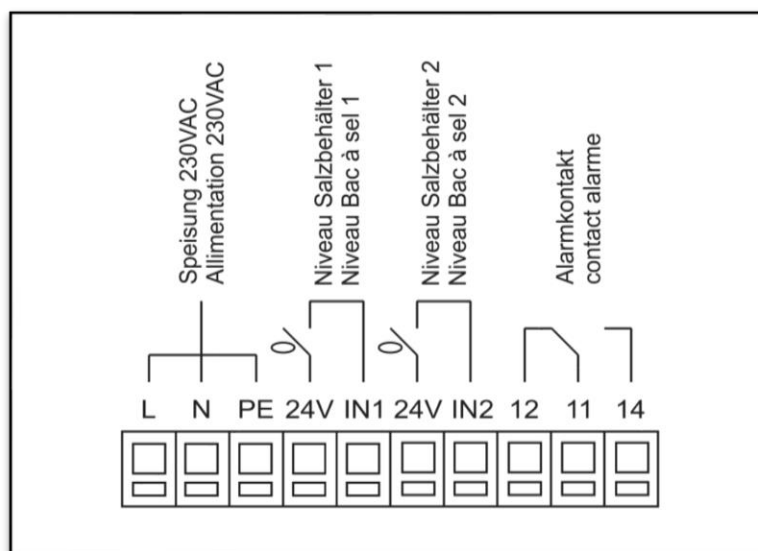 Speisung 230VAC
Allimentation 230VAC
Niveau Salzbehälter 1
Niveau Bac à sel 1
Niveau Salzbehälter 2
Niveau Bac à sel 2
Alarmkontakt
contact alarme
L N PE 24V IN1 24V IN2 12 11 14